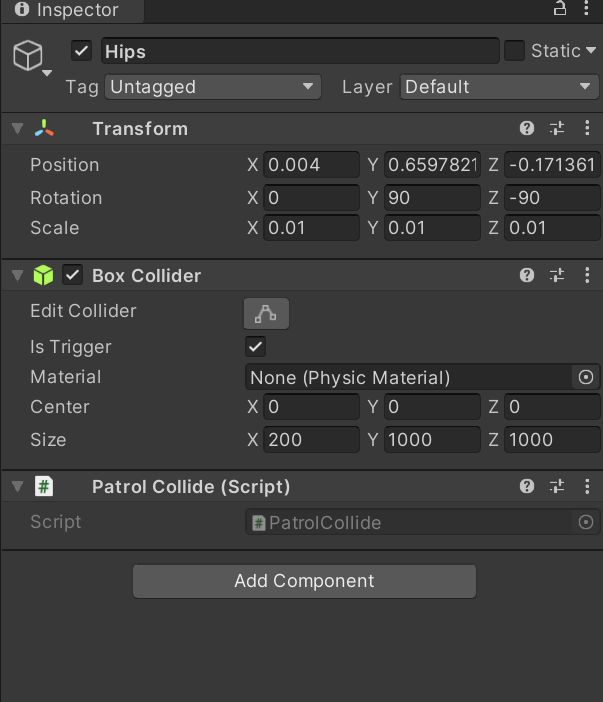 Inspector
Hips
Static
Tag Untagged Layer Default
Transform
Position X 0.004 Y 0.6597821 Z -0.171361
Rotation X 0 Y 90 Z -90
Scale X 0.01 Y 0.01 Z 0.01
Box Collider
Edit Collider
Is Trigger
Material None (Physic Material)
Center X 0 Y 0 Z 0
Size X 200 Y 1000 Z 1000
# Patrol Collide (Script)
Script # PatrolCollide
Add Component